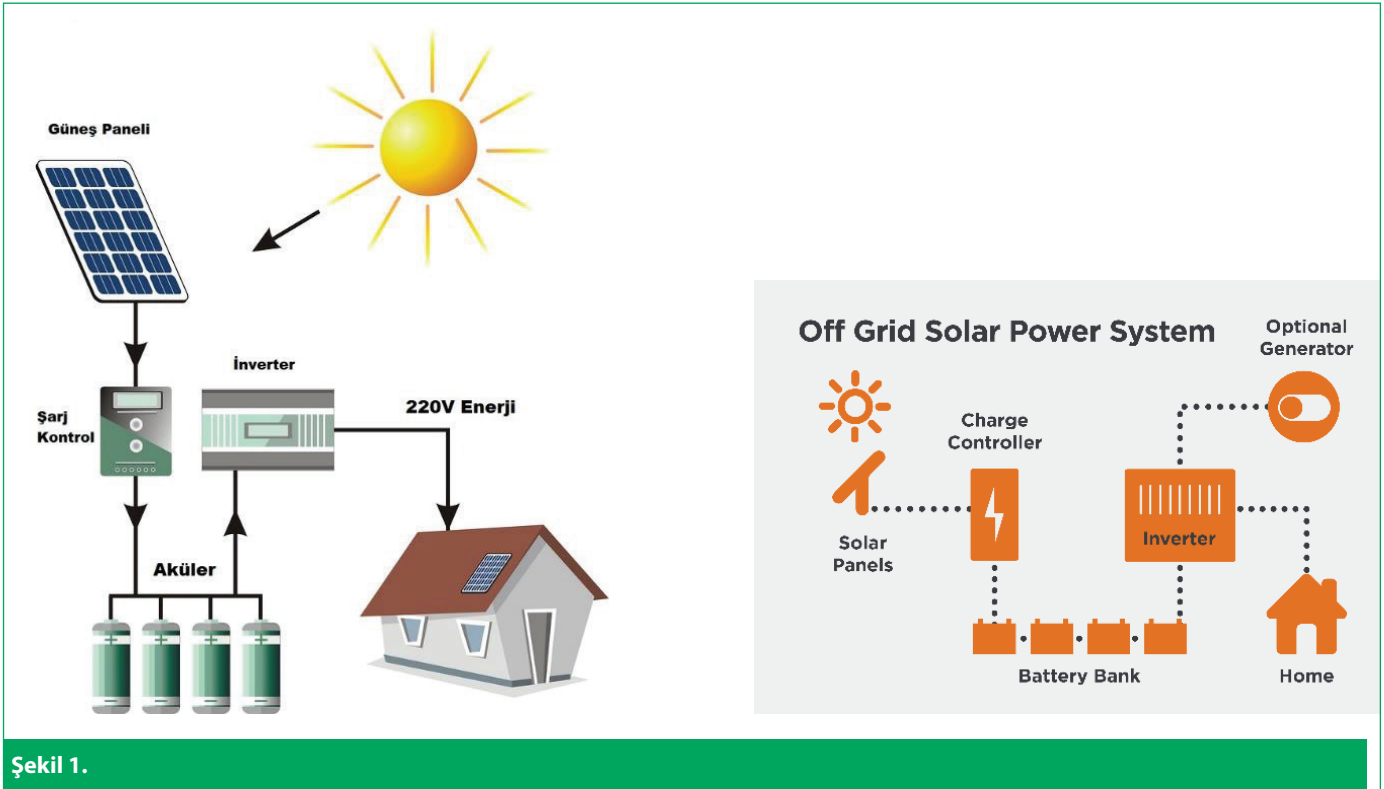 Güneş Paneli
Şarj
Kontrol
İnverter
220V Enerji
Aküler
Off Grid Solar Power System
Optional
Generator
Charge
Controller
Solar
Panels
Inverter
Battery Bank
Home
Şekil 1.